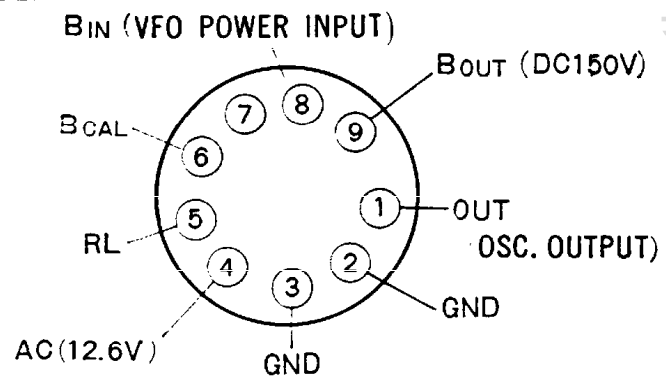 BIN (VFO POWER INPUT)
BOUT (DC150V)
7
8
9
BCAL
6
1
OUT
OSC. OUTPUT)
5
RL
4
3
2
GND
AC(12.6V)
GND